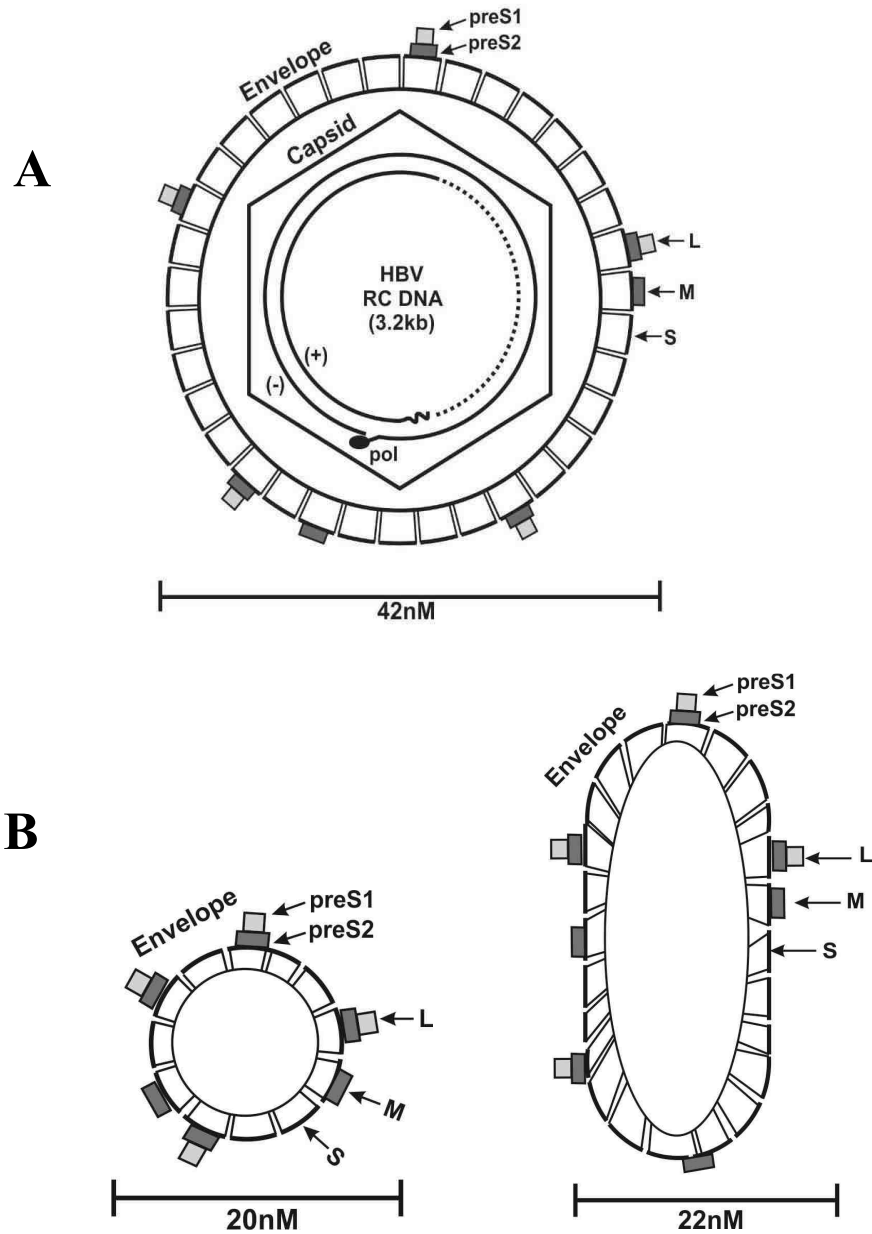 A
preS1
preS2
Envelope
Capsid
L
M
S
HBV
RC DNA
(3.2kb)
(+)
(-)
pol
42nM
B
preS1
preS2
Envelope
L
M
S
20nM
preS1
preS2
Envelope
L
M
S
22nM